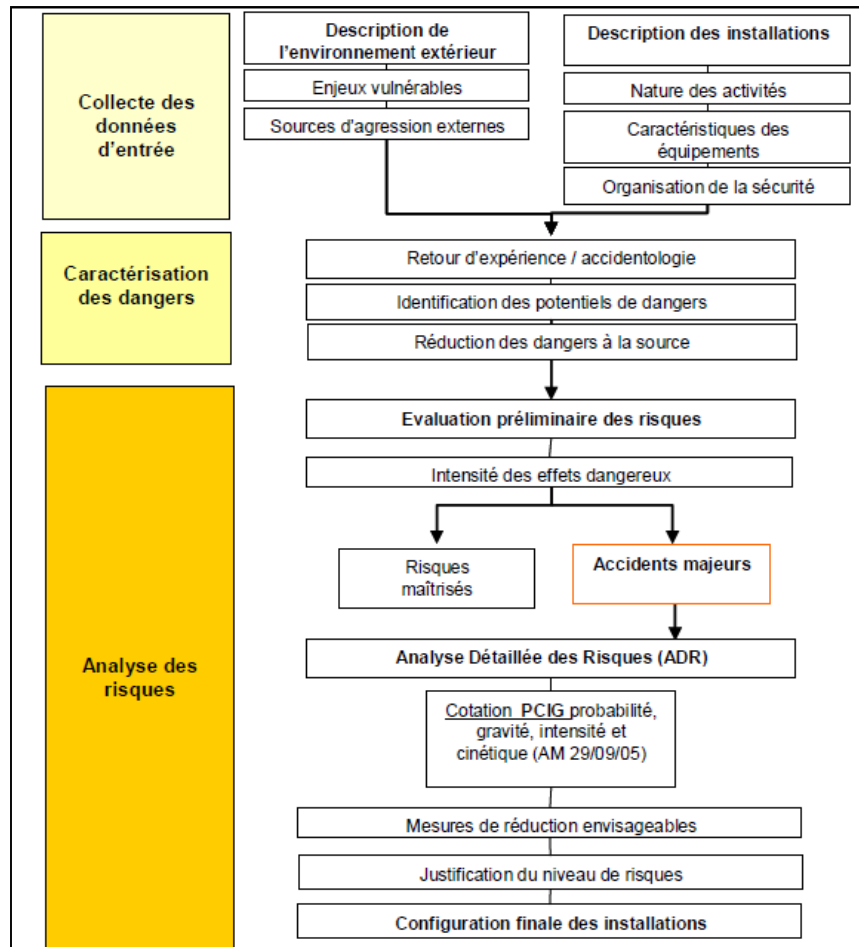 Collecte des
données
d'entrée
Description de
l'environnement extérieur
Enjeux vulnérables
Sources d'agression externes
Description des installations
Nature des activités
Caractéristiques des
équipements
Organisation de la sécurité
Caractérisation
des dangers
Retour d'expérience / accidentologie
Identification des potentiels de dangers
Réduction des dangers à la source
Analyse des
risques
Evaluation préliminaire des risques
Intensité des effets dangereux
Risques
maîtrisés
Accidents majeurs
Analyse Détaillée des Risques (ADR)
Cotation PCIG probabilité,
gravité, intensité et
cinétique (AM 29/09/05)
Mesures de réduction envisageables
Justification du niveau de risques
Configuration finale des installations